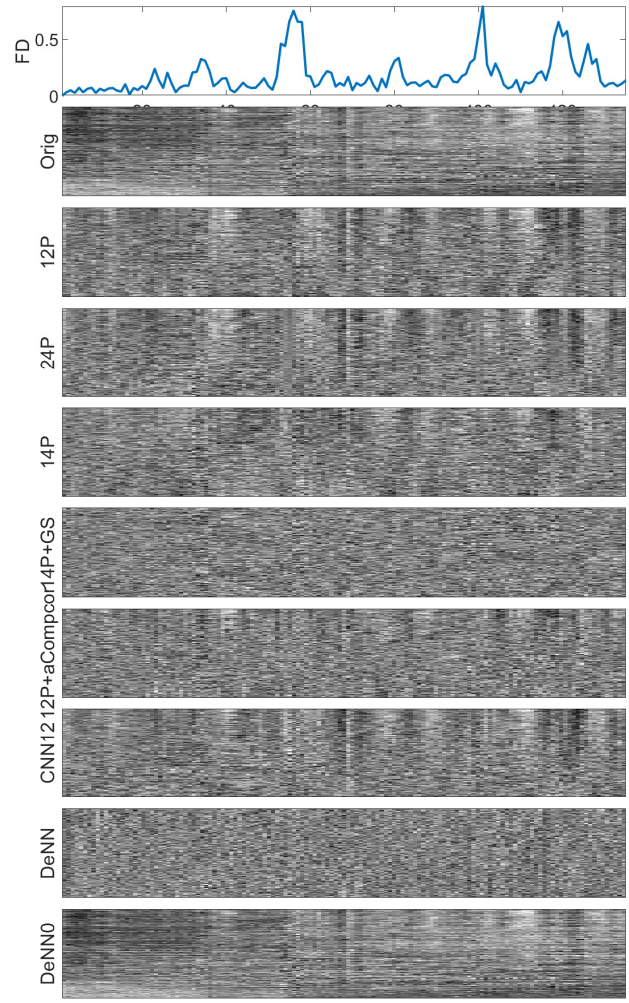 FD
0.5
0
Orig
12P
24P
14P
14P+GS
12P+aCompcor
CNN12
DeNN
DeNN0